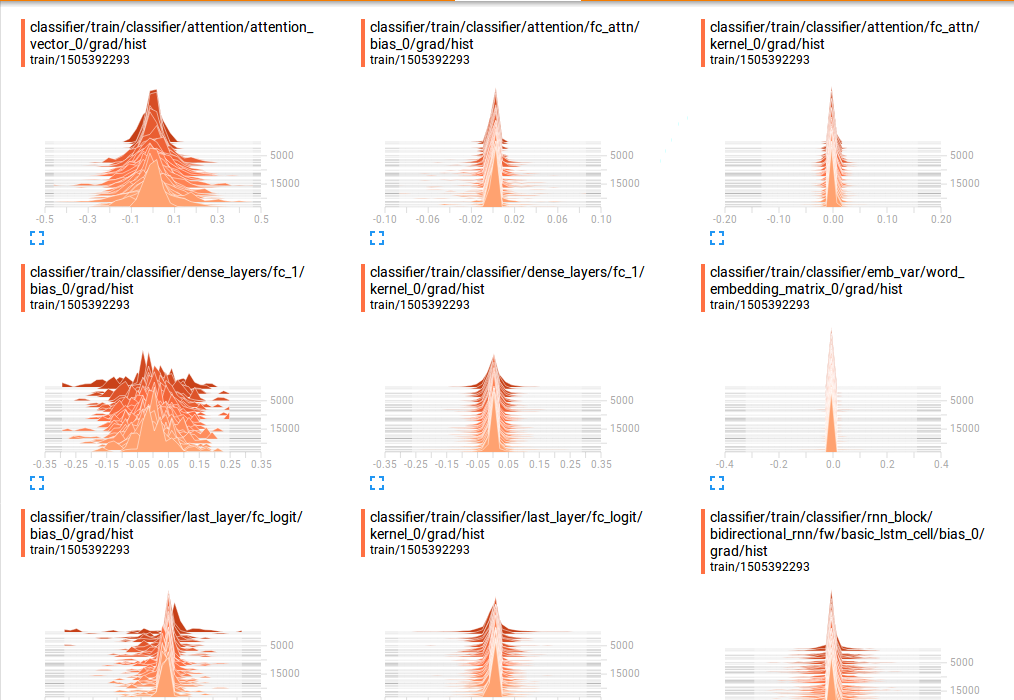 classifier/train/classifier/attention/attention_
vector_0/grad/hist
train/1505392293
5000
15000
-0.5 -0.3 -0.1 0.1 0.3 0.5
classifier/train/classifier/attention/fc_attn/
bias_0/grad/hist
train/1505392293
5000
15000
-0.10 -0.06 -0.02 0.02 0.06 0.10
classifier/train/classifier/attention/fc_attn/
kernel_0/grad/hist
train/1505392293
5000
15000
-0.20 -0.10 0.00 0.10 0.20
classifier/train/classifier/dense_layers/fc_1/
bias_0/grad/hist
train/1505392293
5000
15000
-0.35 -0.25 -0.15 -0.05 0.05 0.15 0.25 0.35
classifier/train/classifier/dense_layers/fc_1/
kernel_0/grad/hist
train/1505392293
5000
15000
-0.35 -0.25 -0.15 -0.05 0.05 0.15 0.25 0.35
classifier/train/classifier/emb_var/word_
embedding_matrix_0/grad/hist
train/1505392293
5000
15000
-0.4 -0.2 0.0 0.2 0.4
classifier/train/classifier/last_layer/fc_logit/
bias_0/grad/hist
train/1505392293
5000
15000
classifier/train/classifier/last_layer/fc_logit/
kernel_0/grad/hist
train/1505392293
5000
15000
classifier/train/classifier/rnn_block/
bidirectional_rnn/fw/basic_lstm_cell/bias_0/
grad/hist
train/1505392293
5000
15000